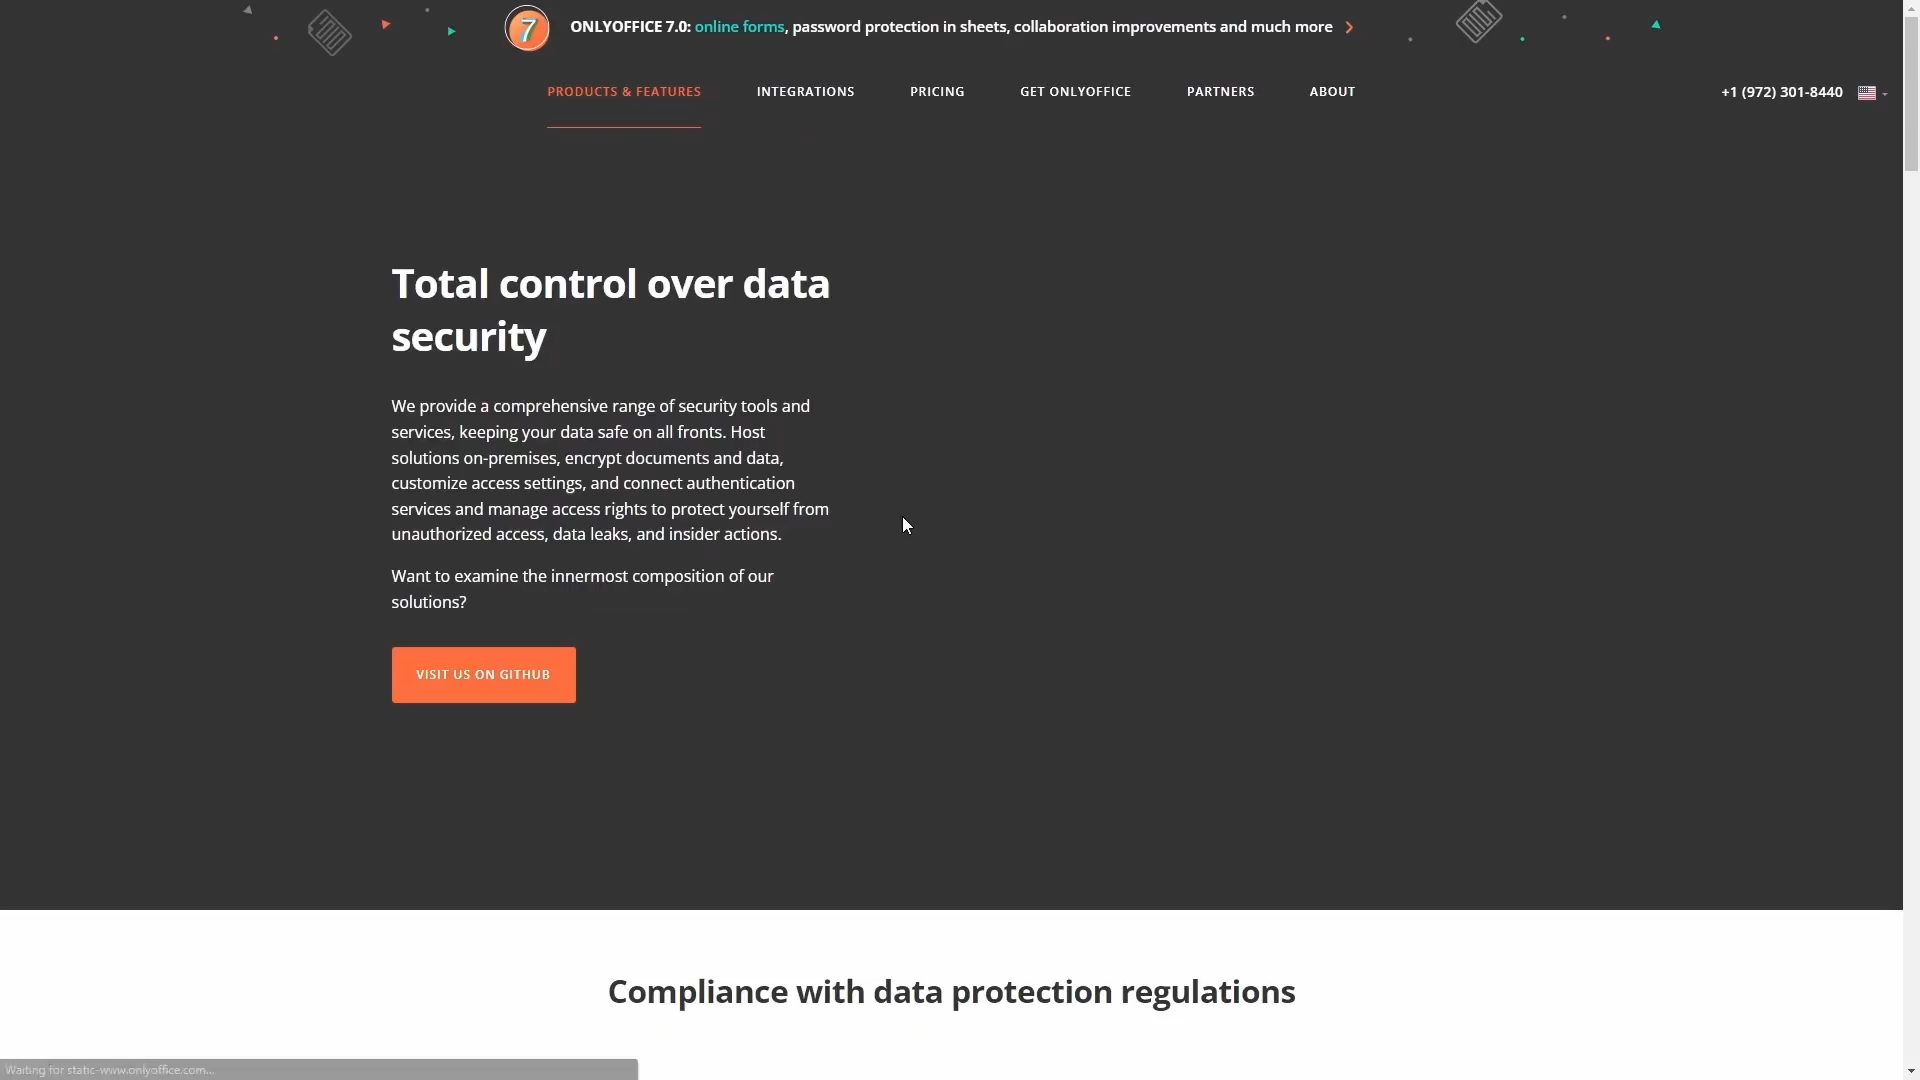 7
ONLYOFFICE 7.0: online forms, password protection in sheets, collaboration improvements and much more
PRODUCTS & FEATURES
INTEGRATIONS
PRICING
GET ONLYOFFICE
PARTNERS
ABOUT
+1 (972) 301-8440
Total control over data
security
We provide a comprehensive range of security tools and
services, keeping your data safe on all fronts. Host
solutions on-premises, encrypt documents and data,
customize access settings, and connect authentication
services and manage access rights to protect yourself from
unauthorized access, data leaks, and insider actions.
Want to examine the innermost composition of our
solutions?
VISIT US ON GITHUB
Compliance with data protection regulations
Waiting for static-www.onlyoffice.com...